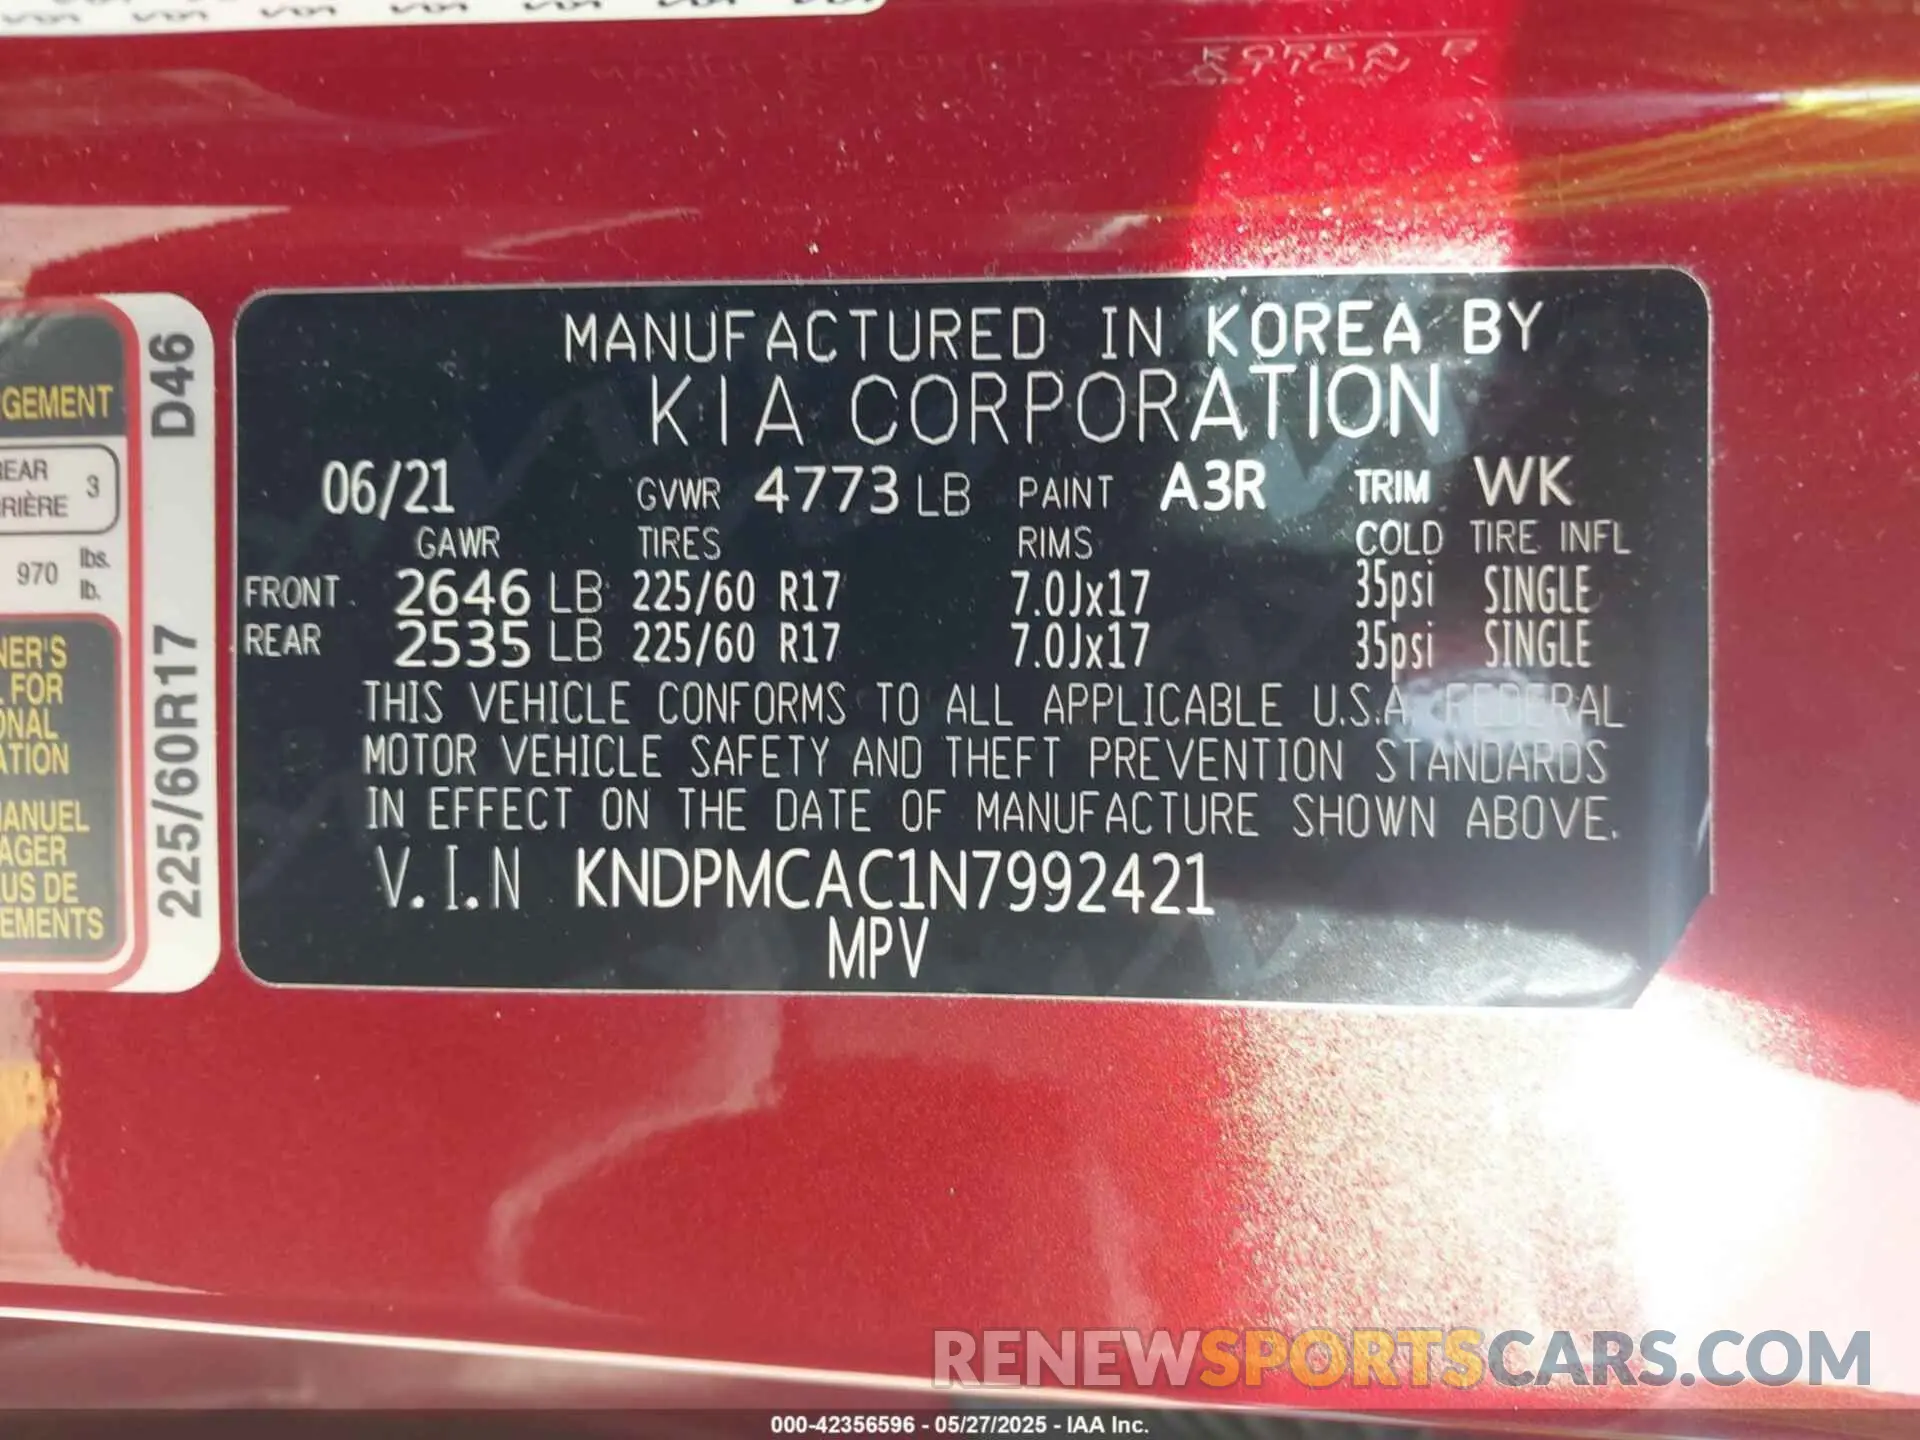 KOREA B
MANUFACTURED IN KOREA BY
KIA CORPORATION
06/21 GVWR 4773 LB PAINT A3R TRIM WK
GAWR TIRES RIMS COLD TIRE INFL
FRONT 2646 LB 225/60 R17 7.0Jx17 35psi SINGLE
REAR 2535 LB 225/60 R17 7.0Jx17 35psi SINGLE
THIS VEHICLE CONFORMS TO ALL APPLICABLE U.S.A. FEDERAL
MOTOR VEHICLE SAFETY AND THEFT PREVENTION STANDARDS
IN EFFECT ON THE DATE OF MANUFACTURE SHOWN ABOVE.
V.I.N KNDPMCAC1N7992421
MPV
D46
225/60R17
GEMENT
EAR
RIÈRE 3
970 lbs.
lb.
NER'S
FOR
ONAL
ATION
MANUEL
AGER
US DE
EMENTS
RENEWSPORTSCARS.COM
000-42356596 - 05/27/2025 - IAA Inc.